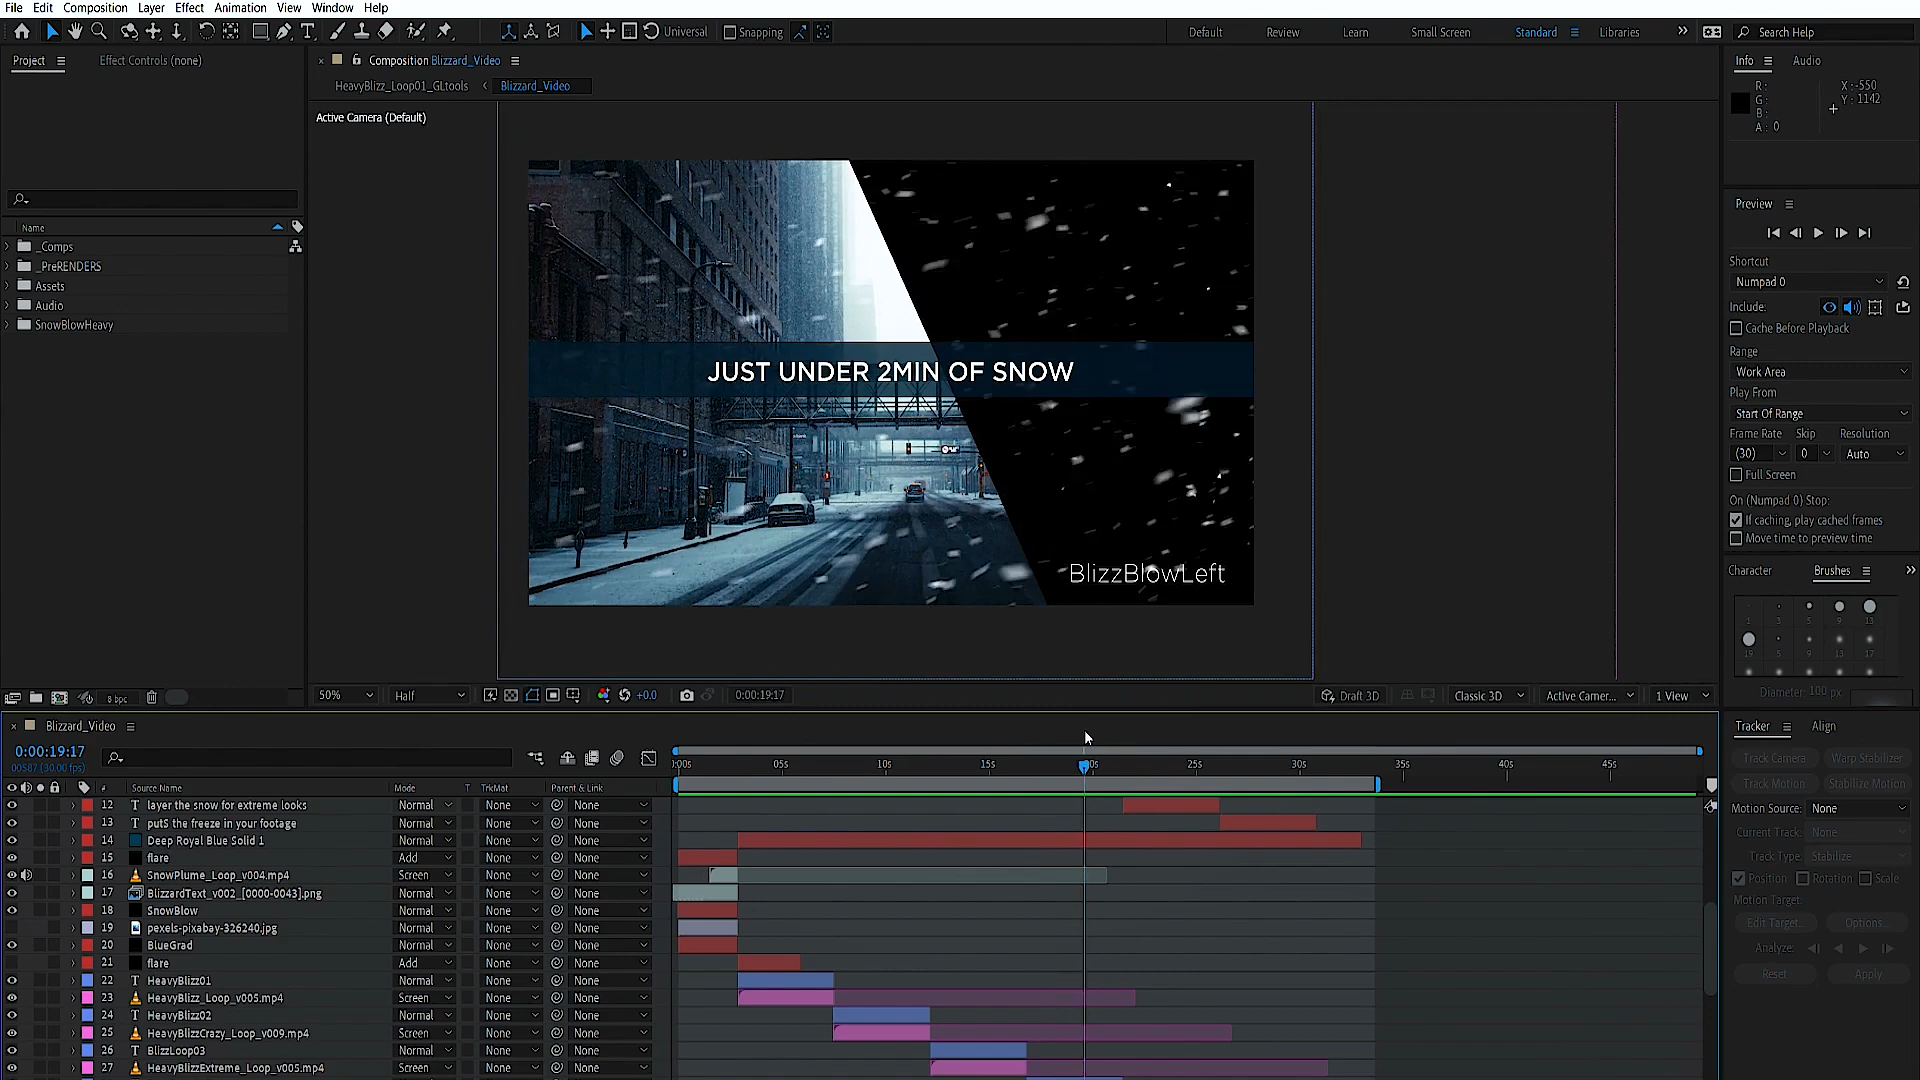 File Edit Composition Layer Effect Animation View Window Help
Universal Snapping Default Review Learn Small Screen Standard Libraries Search Help
Project Effect Controls (none)
Composition Blizzard_Video
Info Audio
HeavyBlizz_Loop01_GLtools Blizzard_Video
R: X: -550
G: Y: 1142
B:
A: 0
Active Camera (Default)
Preview
Name
_Comps
_PreRENDERS
Assets
Audio
SnowBlowHeavy
JUST UNDER 2MIN OF SNOW
BlizzBlowLeft
Shortcut
Numpad 0
Include:
Cache Before Playback
Range
Work Area
Play From
Start Of Range
Frame Rate Skip Resolution
(30) 0 Auto
Full Screen
On (Numpad 0) Stop:
If caching, play cached frames
Move time to preview time
Character Brushes
1 3 5 9 13
19 5 9 13 17
Diameter: 100 px
8 bpc
50% Half +0.0 0:00:19:17 Draft 3D Classic 3D Active Camer... 1 View
Blizzard_Video
0:00:19:17
00587 (30.00 fps)
:00s 05s 10s 15s 25s 30s 35s 40s 45s
# Source Name Mode T TrkMat Parent & Link
12 T layer the snow for extreme looks Normal None None
13 T putS the freeze in your footage Normal None None
14 Deep Royal Blue Solid 1 Normal None None
15 flare Add None None
16 SnowPlume_Loop_v004.mp4 Screen None None
17 BlizzardText_v002_[0000-0043].png Normal None None
18 SnowBlow Normal None None
19 pexels-pixabay-326240.jpg Normal None None
20 BlueGrad Normal None None
21 flare Add None None
22 T HeavyBlizz01 Normal None None
23 HeavyBlizz_Loop_v005.mp4 Screen None None
24 T HeavyBlizz02 Normal None None
25 HeavyBlizzCrazy_Loop_v009.mp4 Screen None None
26 T BlizzLoop03 Normal None None
27 HeavyBlizzExtreme_Loop_v005.mp4 Screen None None
Tracker Align
Track Camera Warp Stabilizer
Track Motion Stabilize Motion
Motion Source: None
Current Track: None
Track Type: Stabilize
Position Rotation Scale
Motion Target:
Edit Target... Options...
Analyze:
Reset Apply